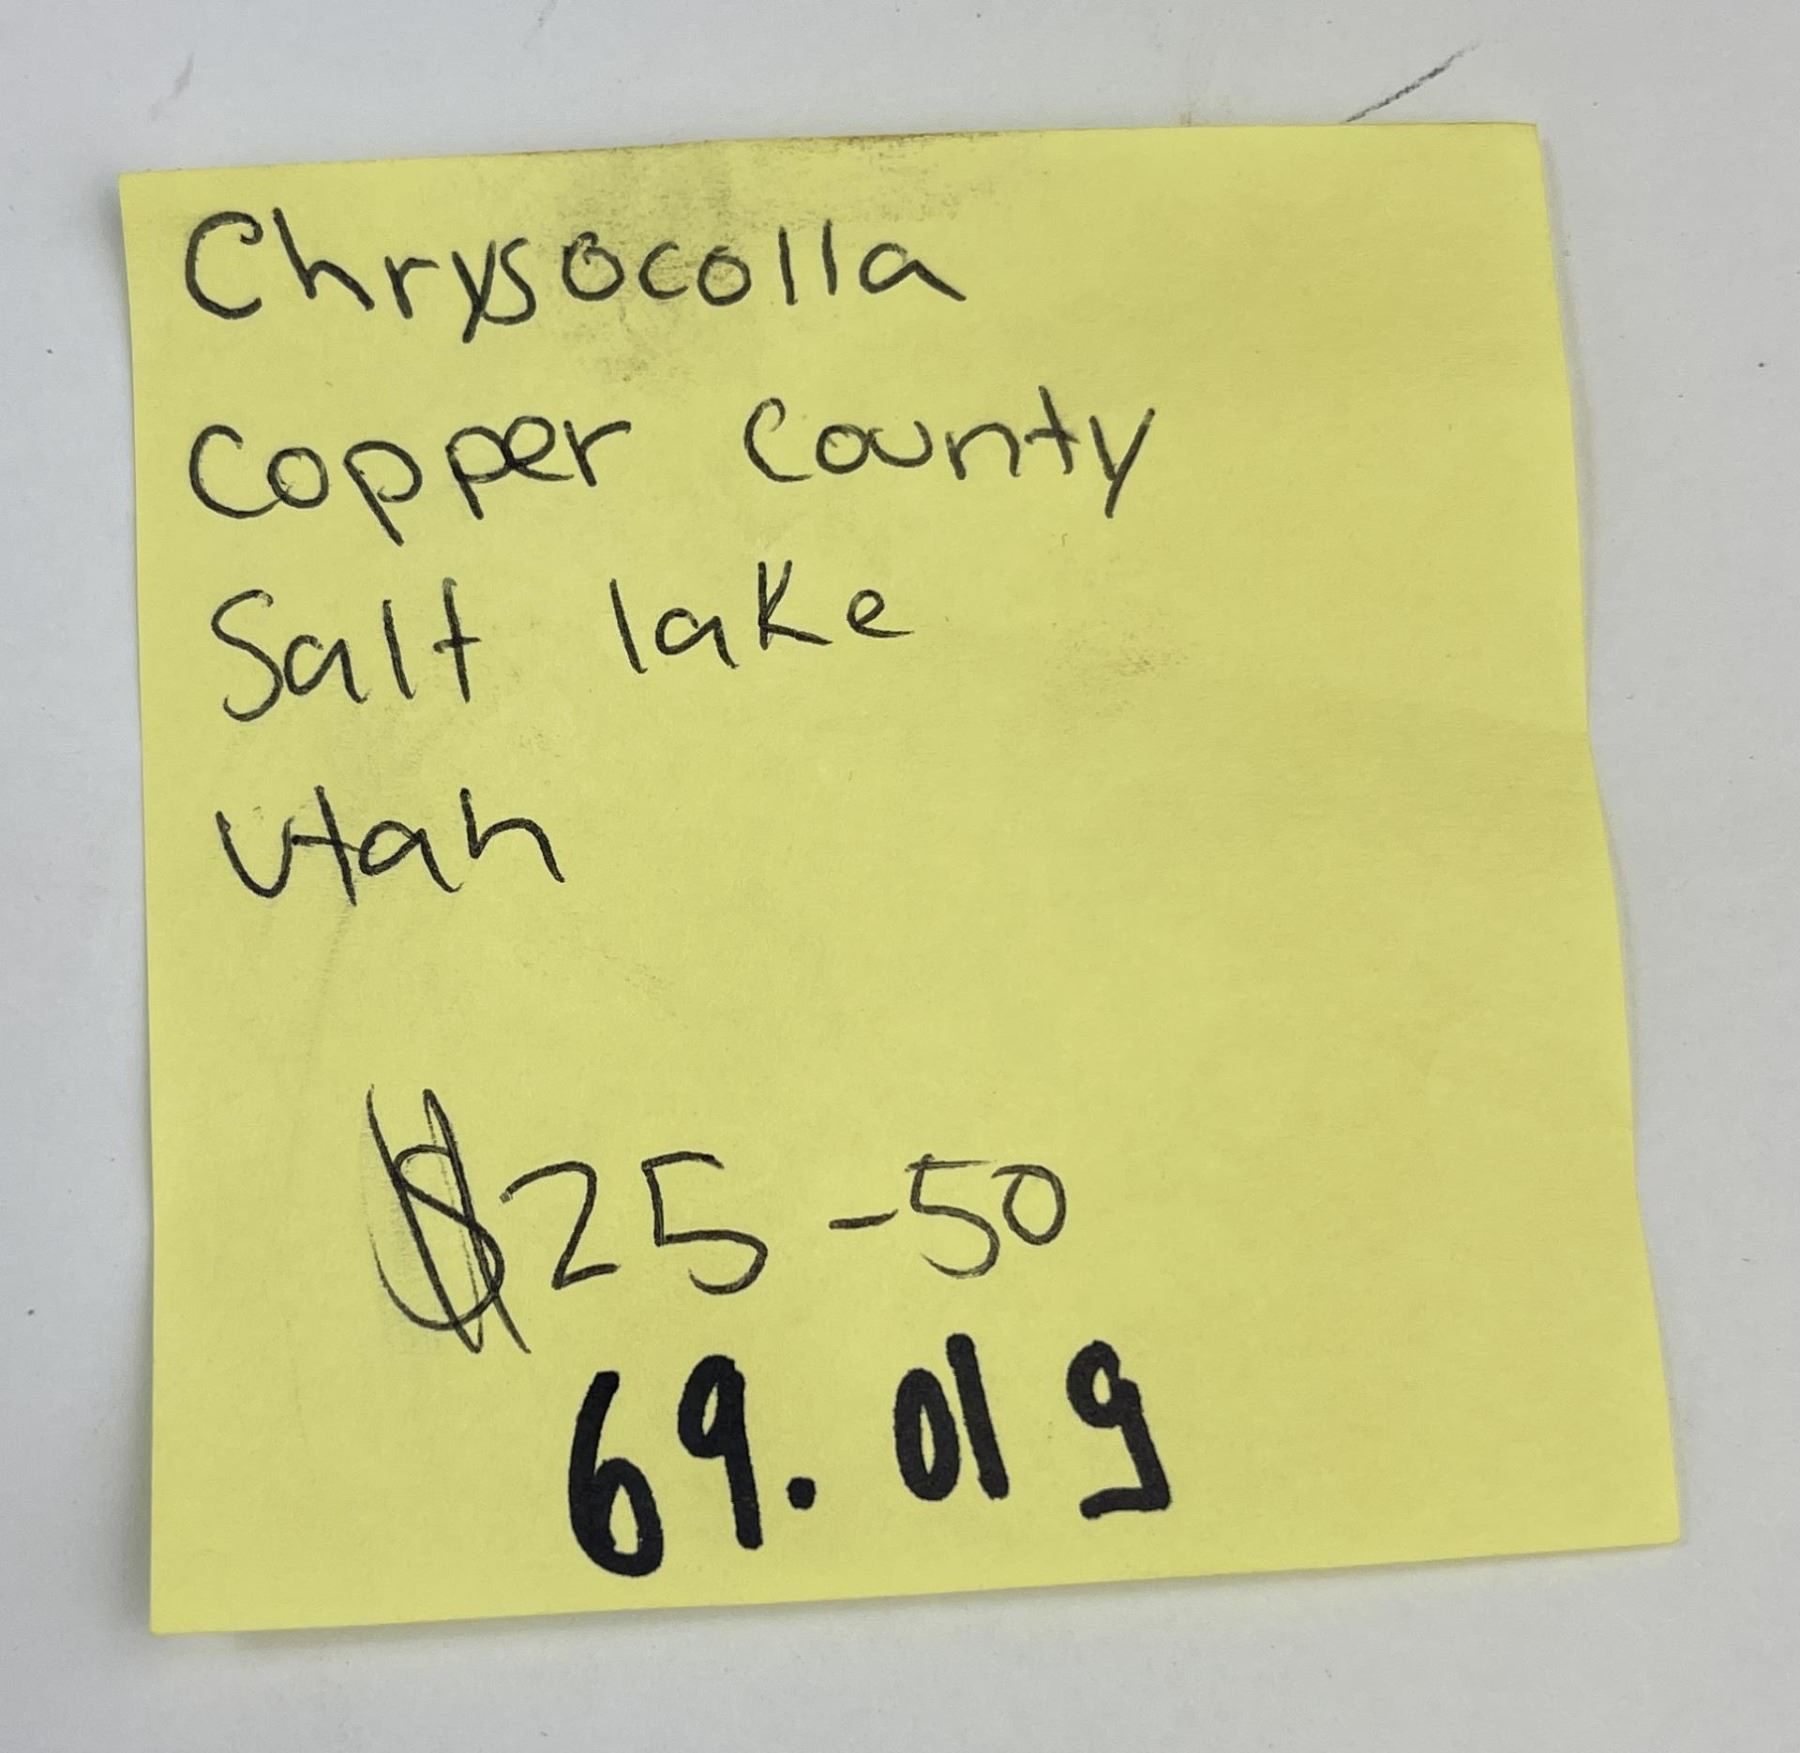 Chrysocolla
Copper County
Salt lake
Utah
$25-50
69.01g